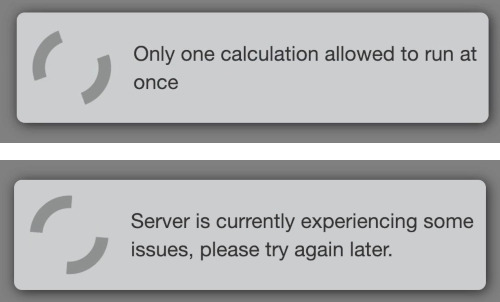 Only one calculation allowed to run at
once
Server is currently experiencing some
issues, please try again later.